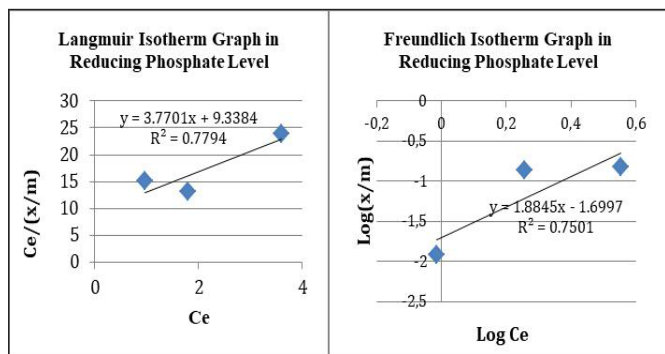 Langmuir Isotherm Graph in
Reducing Phosphate Level
30
25
20
15
10
5
0
y = 3.7701x + 9.3384
R² = 0.7794
0
2
4
Ce/(x/m)
Ce
Freundlich Isotherm Graph in
Reducing Phosphate Level
0
-0,2
0
0,2
0,4
0,6
-0,5
-1
-1,5
-2
-2,5
y = 1.8845x - 1.6997
R² = 0.7501
Log(x/m)
Log Ce